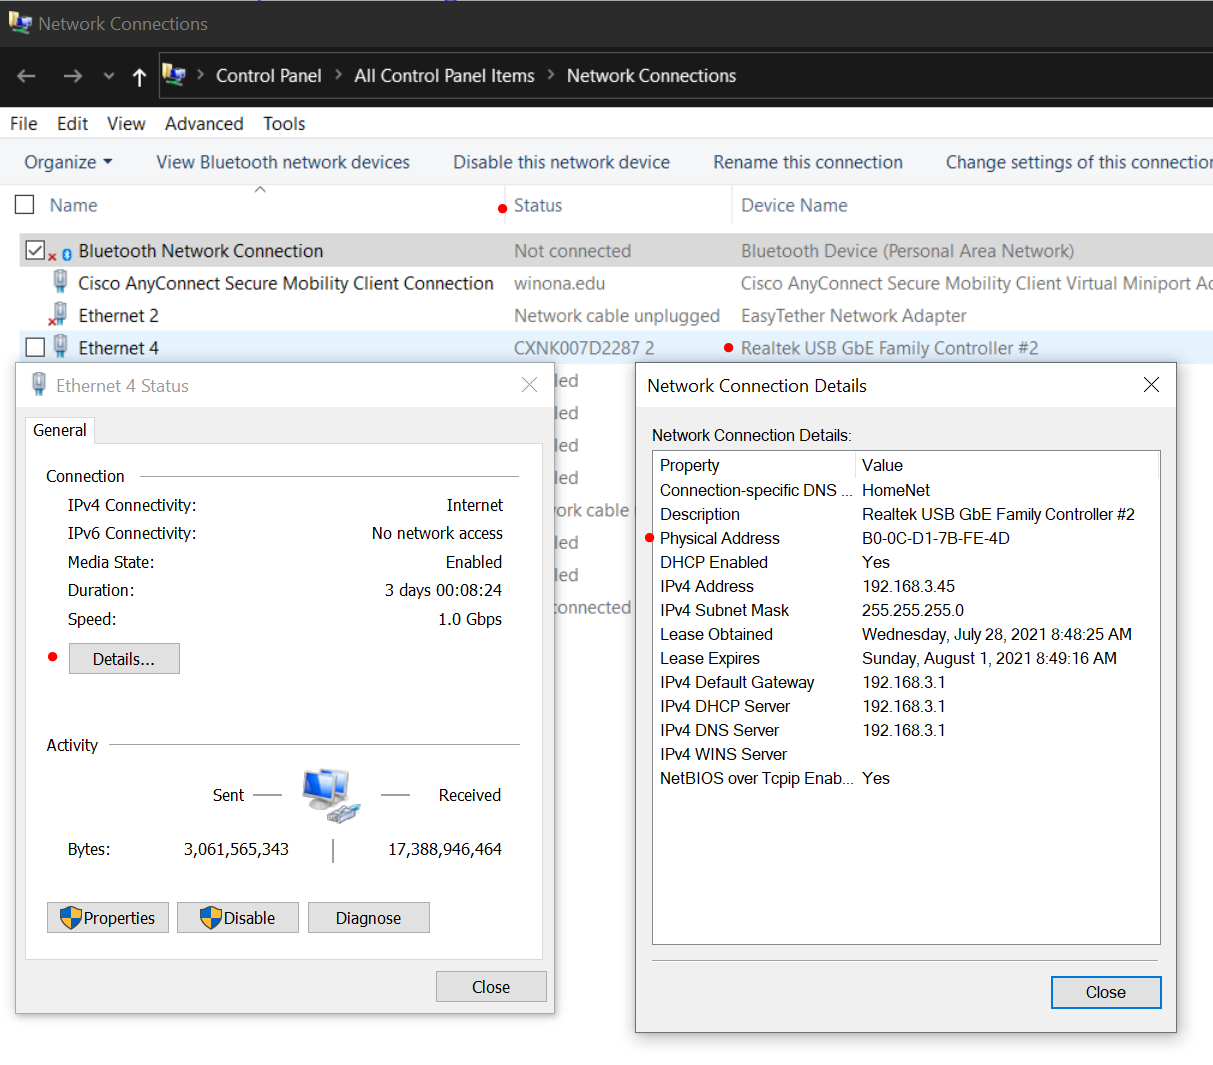 Network Connections
Control Panel > All Control Panel Items > Network Connections
File Edit View Advanced Tools
Organize View Bluetooth network devices Disable this network device Rename this connection Change settings of this connection
Name Status Device Name
Bluetooth Network Connection Not connected Bluetooth Device (Personal Area Network)
Cisco AnyConnect Secure Mobility Client Connection winona.edu Cisco AnyConnect Secure Mobility Client Virtual Miniport Ad
Ethernet 2 Network cable unplugged EasyTether Network Adapter
Ethernet 4 CXNK007D2287 2 Realtek USB GbE Family Controller #2
Ethernet 4 Status
General
Connection
IPv4 Connectivity: Internet
IPv6 Connectivity: No network access
Media State: Enabled
Duration: 3 days 00:08:24
Speed: 1.0 Gbps
Details...
Activity
Sent Received
Bytes: 3,061,565,343 17,388,946,464
Properties Disable Diagnose
Close
led
led
led
led
ork cable
led
led
connected
Network Connection Details
Network Connection Details:
Property Value
Connection-specific DNS ... HomeNet
Description Realtek USB GbE Family Controller #2
Physical Address B0-0C-D1-7B-FE-4D
DHCP Enabled Yes
IPv4 Address 192.168.3.45
IPv4 Subnet Mask 255.255.255.0
Lease Obtained Wednesday, July 28, 2021 8:48:25 AM
Lease Expires Sunday, August 1, 2021 8:49:16 AM
IPv4 Default Gateway 192.168.3.1
IPv4 DHCP Server 192.168.3.1
IPv4 DNS Server 192.168.3.1
IPv4 WINS Server
NetBIOS over Tcpip Enab... Yes
Close